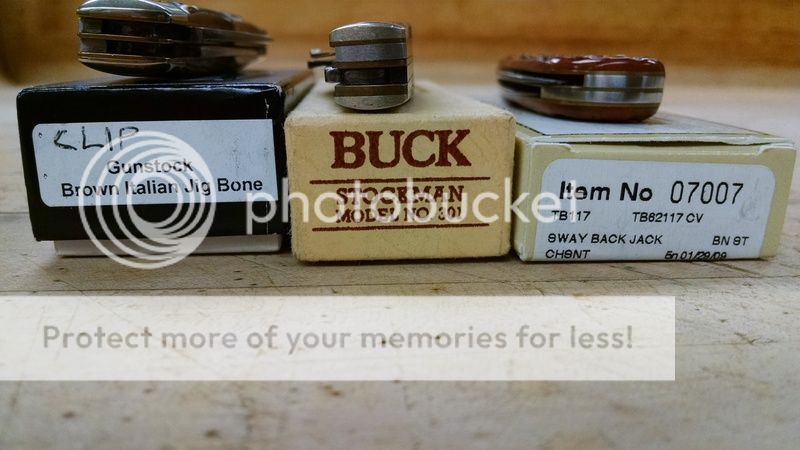 CLIP
Gunstock
Brown Italian Jig Bone
BUCK
STOCKMAN
MODEL NO. 301
Item No 07007
TB117 TB62117 CV
SWAY BACK JACK BN ST
CHSNT 5n 01/29/09
photobucket
Protect more of your memories for less!